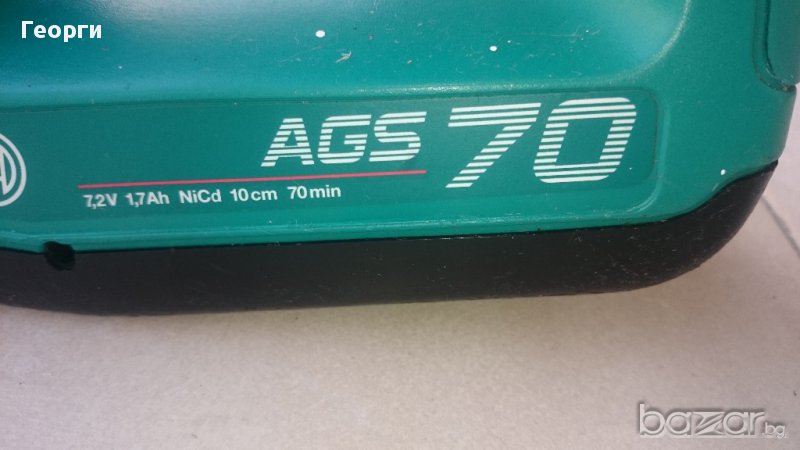 Георги
AGS 70
7,2V 1,7Ah NiCd 10cm 70min
bazar.bg